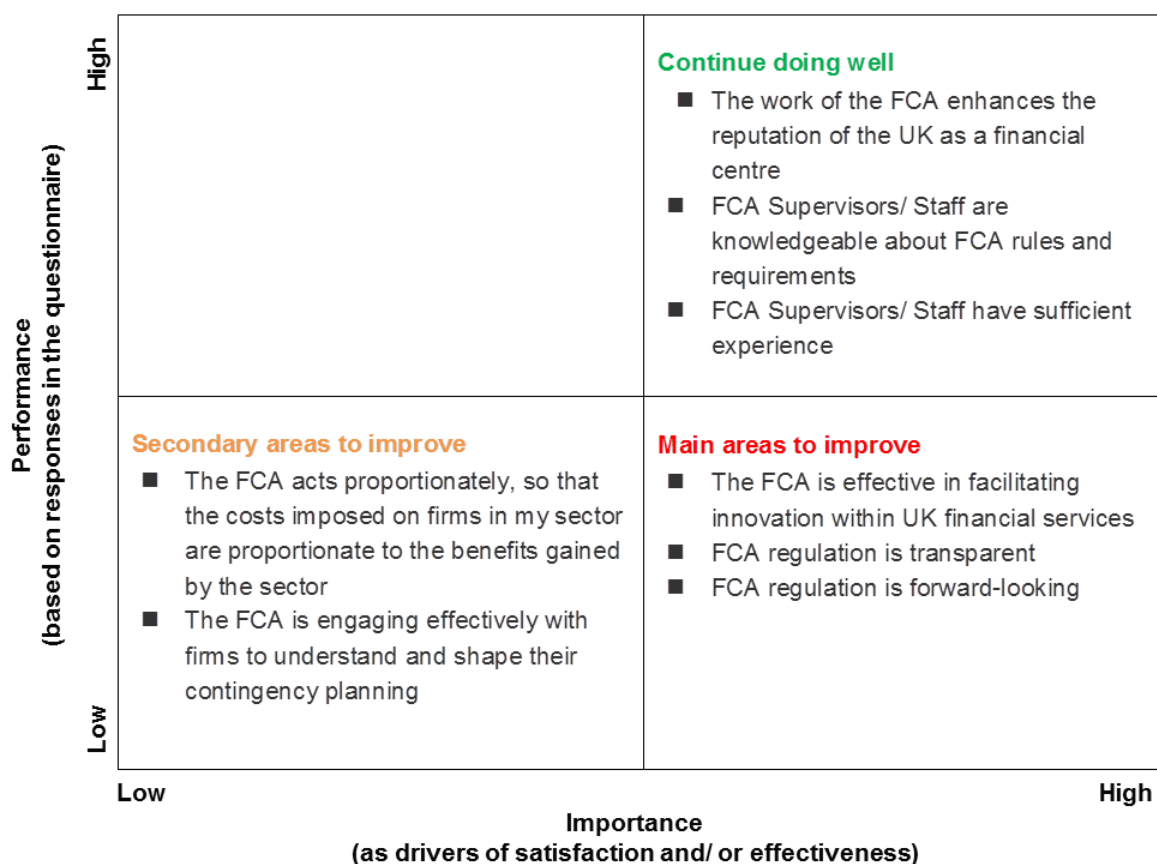 High
Continue doing well
■ The work of the FCA enhances the
reputation of the UK as a financial
centre
■ FCA Supervisors/ Staff are
knowledgeable about FCA rules and
requirements
■ FCA Supervisors/ Staff have sufficient
experience
Performance
(based on responses in the questionnaire)
Secondary areas to improve
■ The FCA acts proportionately, so that
the costs imposed on firms in my sector
are proportionate to the benefits gained
by the sector
■ The FCA is engaging effectively with
firms to understand and shape their
contingency planning
Main areas to improve
■ The FCA is effective in facilitating
innovation within UK financial services
■ FCA regulation is transparent
■ FCA regulation is forward-looking
Low
Low
High
Importance
(as drivers of satisfaction and/ or effectiveness)